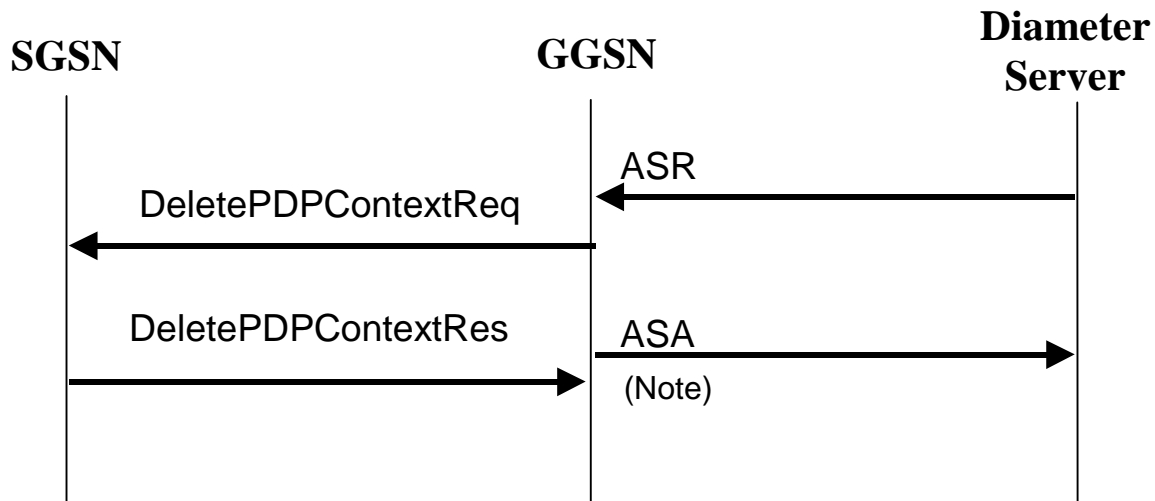 SGSN
GGSN
Diameter
Server
ASR
DeletePDPContextReq
DeletePDPContextRes
ASA
(Note)